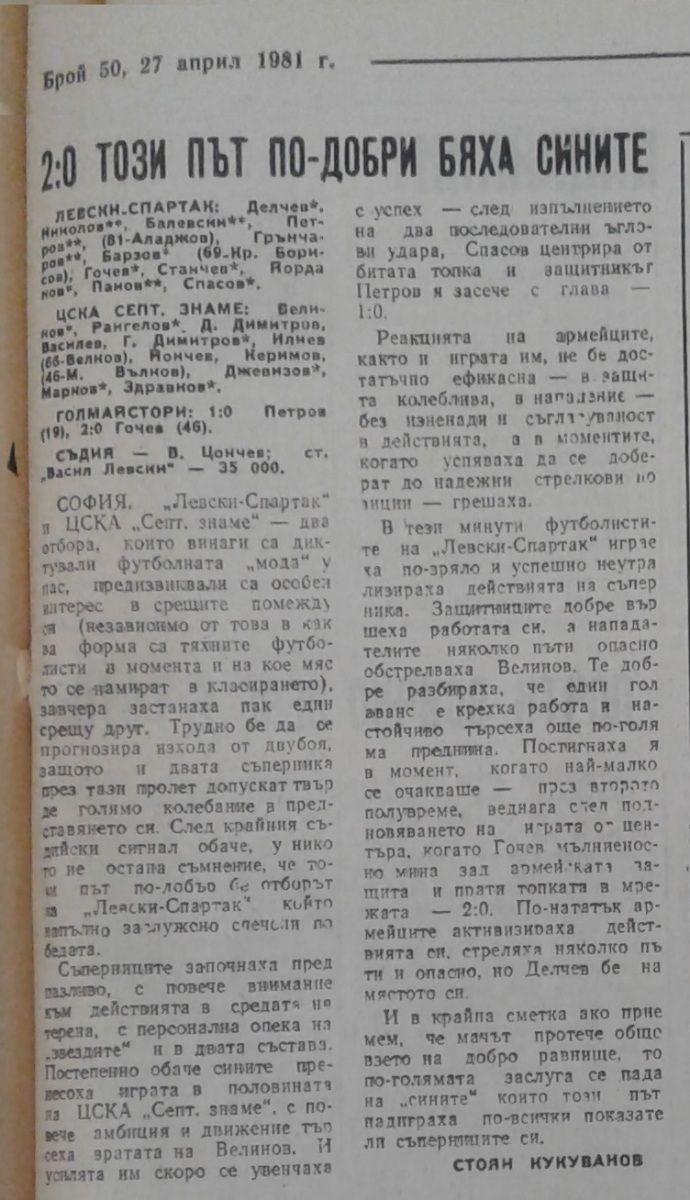 Брой 50, 27 април 1981 г.
2:0 ТОЗИ ПЪТ ПО-ДОБРИ БЯХА СИНИТЕ
ЛЕВСКИ-СПАРТАК: Делчев*,
Николов**, Балевски**, Пет-
ров**, (81-Аладжов), Грънча-
ров**, Барзов* (69-Кр. Бори-
сов), Гочев*, Станчев*, Йорда
нов*, Панов**, Спасов*.
ЦСКА СЕПТ. ЗНАМЕ: Вели-
нов*, Рангелов*, Д. Димитров,
Василев, Г. Димитров*, Илиев
(66-Велков), Йончев, Керимов,
(46-М. Вълков), Джевизов*,
Марков*, Здравков*.
ГОЛМАЙСТОРИ: 1:0 Петров
(19), 2:0 Гочев (46).
СЪДИЯ — В. Цончев; ст.
„Васил Левски" — 35 000.
СОФИЯ. „Левски-Спартак"
и ЦСКА „Септ. знаме" — два
отбора, които винаги са дик-
тували футболната „мода" у
нас, предизвиквали са особен
интерес в срещите помежду
си (независимо от това в как
ва форма са тяхните футбо-
листи в момента и на кое мяс
то се намират в класирането),
завчера застанаха пак един
срещу друг. Трудно бе да се
прогнозира изхода от двубоя,
защото и двата съперника
през тази пролет допускат твър
де голямо колебание в пред-
ставянето си. След крайния съ-
дийски сигнал обаче, у нико
го не остана съмнение, че то-
зи път по-добър бе отборът
на „Левски-Спартак" който
напълно заслужено спечели по
бедата.
Съперниците започнаха пред
пазливо, с повече внимание
към действията в средата на
терена, с персонална опека на
„звездите" и в двата състава.
Постепенно обаче сините пре-
несоха играта в половината
на ЦСКА „Септ. знаме", с по-
вече амбиция и движение тър
сеха вратата на Велинов. И
усилята им скоро се увенчаха
с успех — след изпълнението
на два последователни ъгло-
ви удара, Спасов центрира от
битата топка и защитникът
Петров я засече с глава —
1:0.
Реакцията на армейците,
както и играта им, не бе дос-
татъчно ефикасна — в защи-
та колеблива, в нападение —
без изненади и съгласуваност
в действията, а в моментите,
когато успяваха да се добе-
рат до надежни стрелкови по
зиции — грешаха.
В тези минути футболисти-
те на „Левски-Спартак" играе
ха по-зряло и успешно неутра
лизираха действията на съпер
ника. Защитниците добре вър
шеха работата си, а напада-
телите няколко пъти опасно
обстрелваха Велинов. Те доб-
ре разбираха, че един гол
аванс е крехка работа и на-
стойчиво търсеха още по-голя
ма преднина. Постигнаха я
в момент, когато най-малко
се очакваше — през второто
полувреме, веднага след под-
новяването на играта от цен-
търа, когато Гочев мълниенос-
но мина зад армейската за-
щита и прати топката в мре-
жата — 2:0. По-нататък ар-
мейците активизираха дейст-
вията си, стреляха няколко пъ
ти и опасно, но Делчев бе на
мястото си.
И в крайна сметка ако прие
мем, че мачът протече общо
взето на добро равнище, то
по-голямата заслуга се пада
на „сините" които този път
надиграха по-всички показате
ли съперниците си.
СТОЯН КУКУВАНОВ